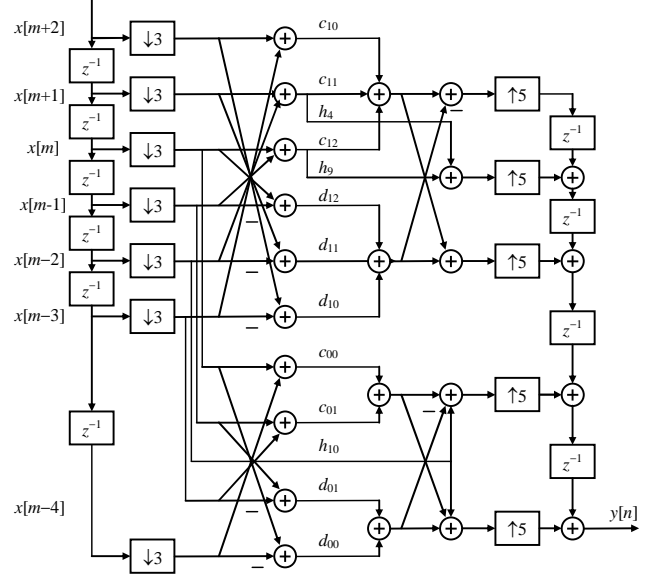 x[m+2] ↓3 c₁₀
z⁻¹
x[m+1] ↓3 c₁₁ ↑5
h₄ −
z⁻¹ z⁻¹
x[m] ↓3 c₁₂
h₉ ↑5
z⁻¹
x[m-1] ↓3 d₁₂ z⁻¹
−
z⁻¹
x[m−2] ↓3 d₁₁ ↑5
−
z⁻¹
x[m−3] ↓3 d₁₀ z⁻¹
−
c₀₀
↑5
−
z⁻¹ c₀₁
h₁₀ z⁻¹
d₀₁
x[m−4] − y[n]
↑5
↓3 d₀₀
−